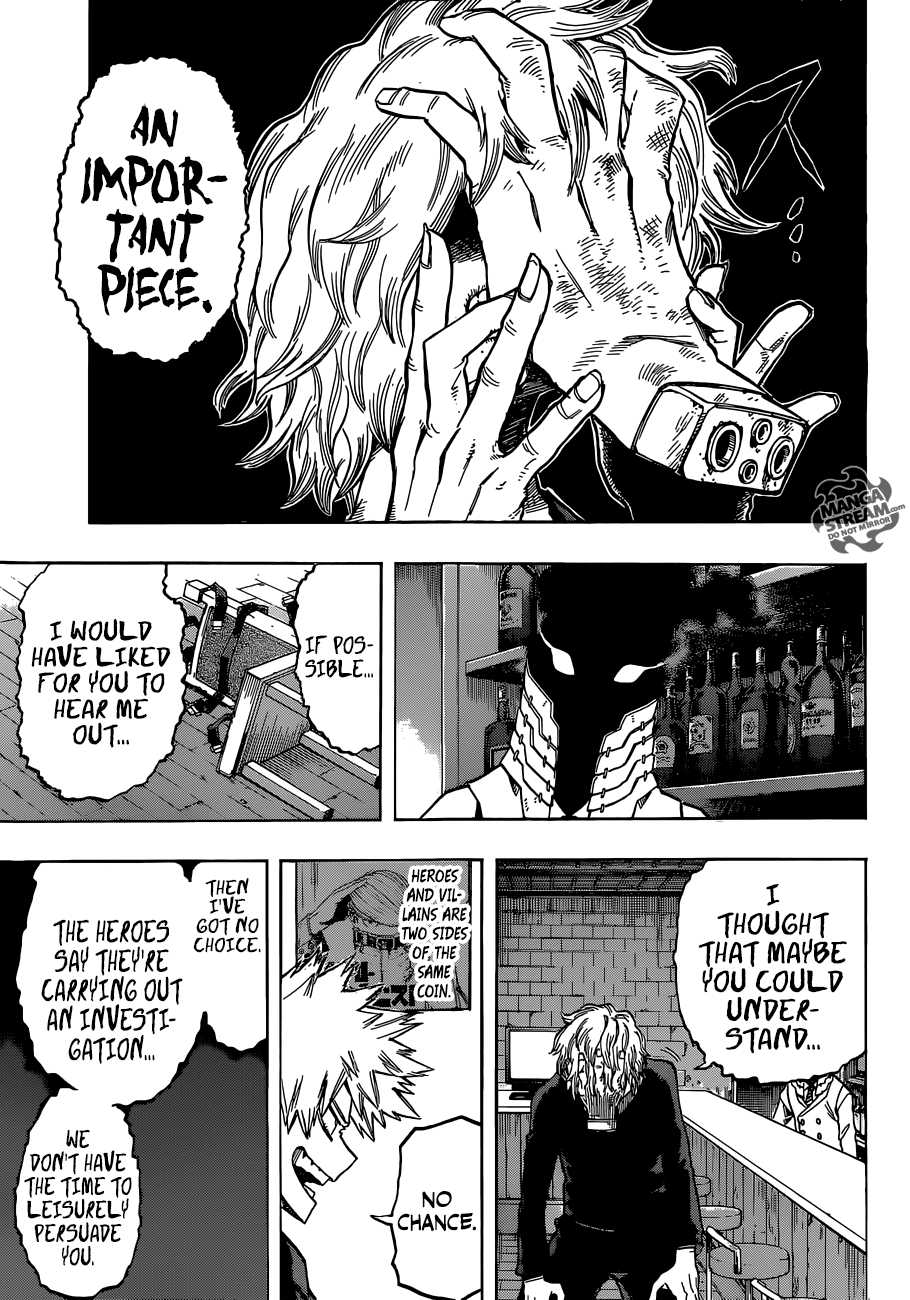 AN
IMPOR-
TANT
PIECE.
MANGA
STREAM.com
DO NOT MIRROR
IF POS-
SIBLE...
I WOULD
HAVE LIKED
FOR YOU TO
HEAR ME
OUT...
I
THOUGHT
THAT MAYBE
YOU COULD
UNDER-
STAND...
HEROES
AND VIL-
LAINS ARE
TWO SIDES
OF THE
SAME
COIN.
NO
CHANCE.
THEN
I'VE
GOT NO
CHOICE.
THE HEROES
SAY THEY'RE
CARRYING OUT
AN INVESTI-
GATION...
WE
DON'T HAVE
THE TIME TO
LEISURELY
PERSUADE
YOU.